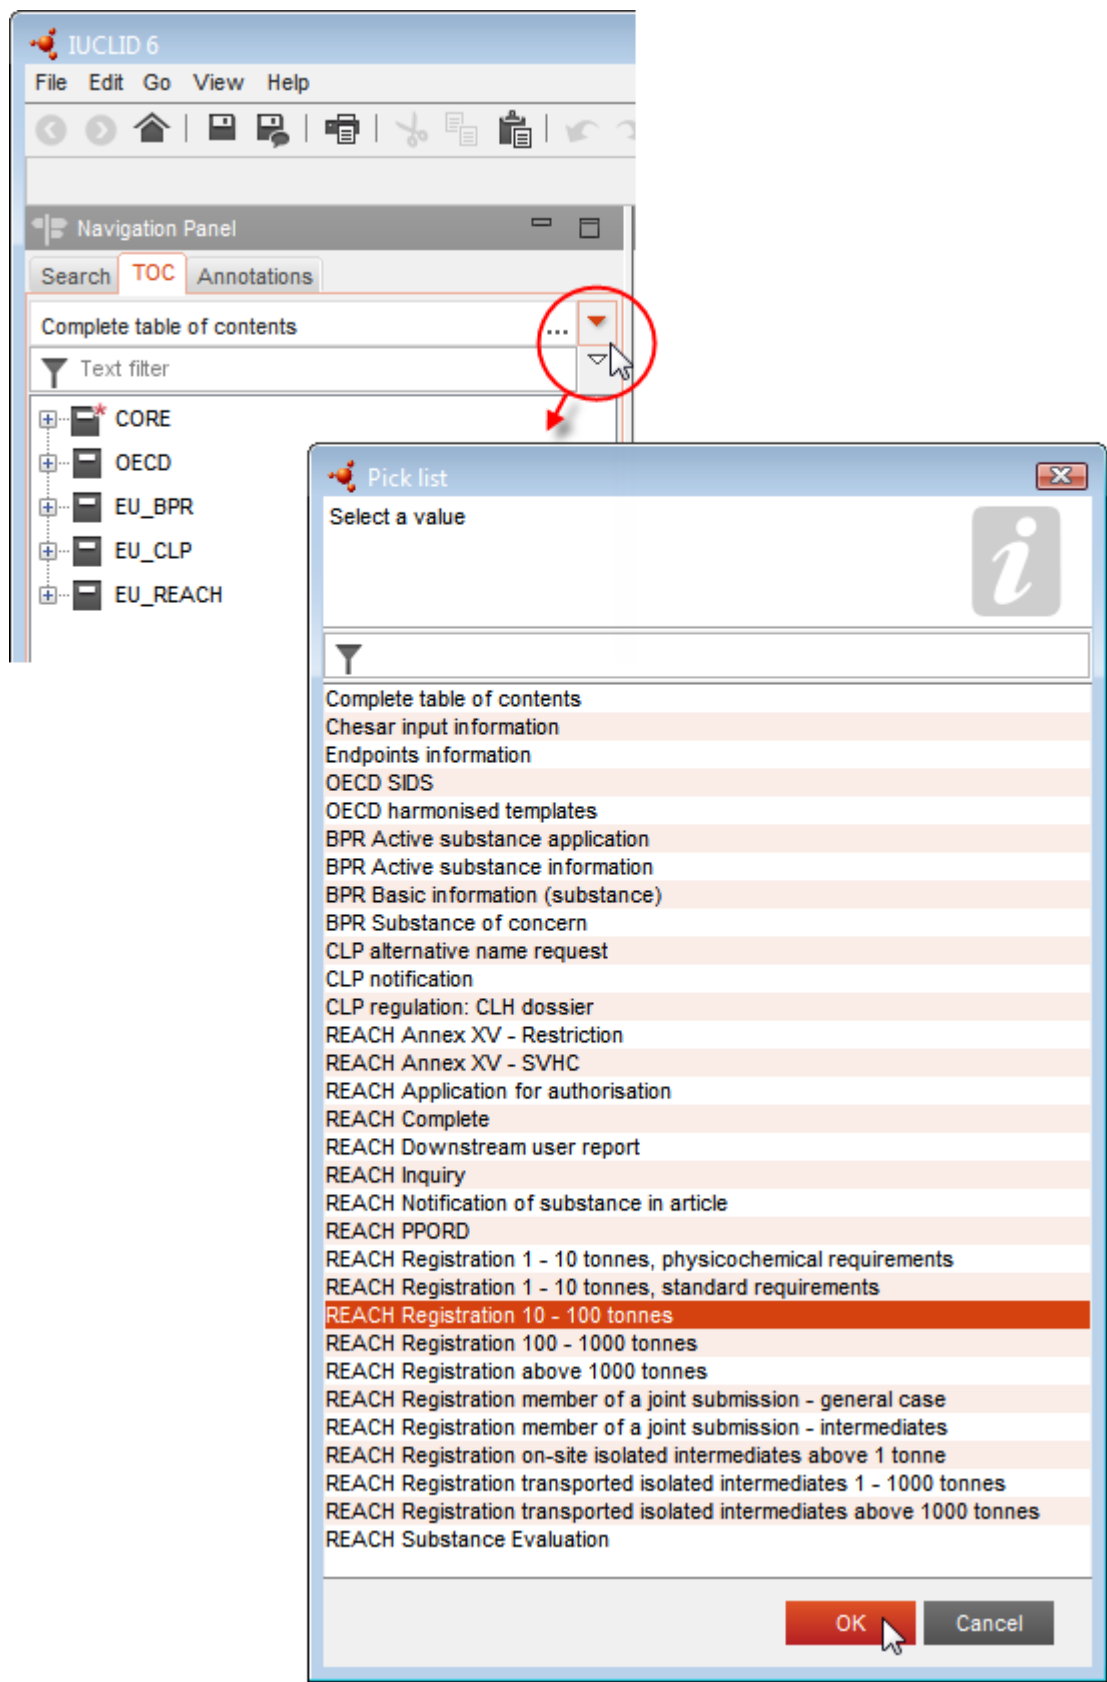 IUCLID 6
File Edit Go View Help
Navigation Panel
Search TOC Annotations
Complete table of contents ...
Text filter
CORE
OECD
EU_BPR
EU_CLP
EU_REACH
Pick list
Select a value
Complete table of contents
Chesar input information
Endpoints information
OECD SIDS
OECD harmonised templates
BPR Active substance application
BPR Active substance information
BPR Basic information (substance)
BPR Substance of concern
CLP alternative name request
CLP notification
CLP regulation: CLH dossier
REACH Annex XV - Restriction
REACH Annex XV - SVHC
REACH Application for authorisation
REACH Complete
REACH Downstream user report
REACH Inquiry
REACH Notification of substance in article
REACH PPORD
REACH Registration 1 - 10 tonnes, physicochemical requirements
REACH Registration 1 - 10 tonnes, standard requirements
REACH Registration 10 - 100 tonnes
REACH Registration 100 - 1000 tonnes
REACH Registration above 1000 tonnes
REACH Registration member of a joint submission - general case
REACH Registration member of a joint submission - intermediates
REACH Registration on-site isolated intermediates above 1 tonne
REACH Registration transported isolated intermediates 1 - 1000 tonnes
REACH Registration transported isolated intermediates above 1000 tonnes
REACH Substance Evaluation
OK Cancel